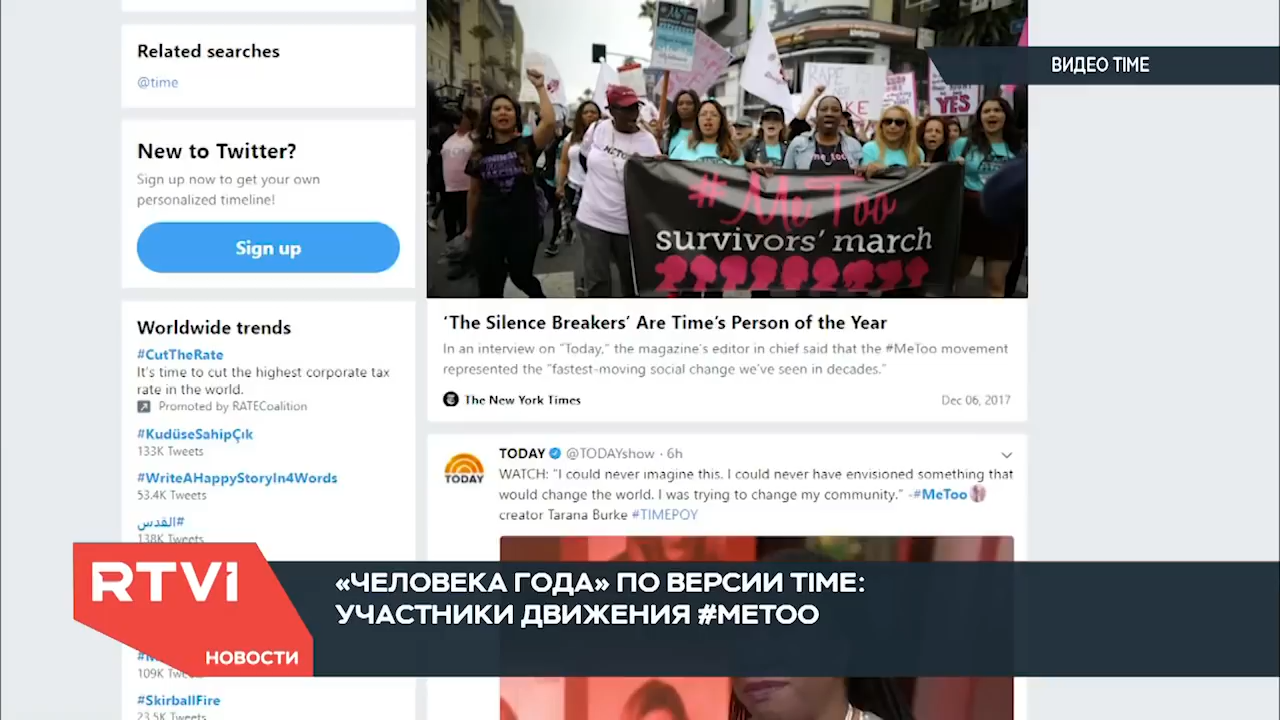 Related searches
@time
New to Twitter?
Sign up now to get your own
personalized timeline!
Sign up
Worldwide trends
#CutTheRate
It's time to cut the highest corporate tax
rate in the world.
Promoted by RATECoalition
#KudüseSahipÇık
133K Tweets
#WriteAHappyStoryIn4Words
53.4K Tweets
#القدس
138K Tweets
109K
#SkirballFire
23.5K Tweets
ВИДЕО TIME
YES
#MeToo
survivors' march
'The Silence Breakers' Are Time's Person of the Year
In an interview on "Today," the magazine's editor in chief said that the #MeToo movement
represented the "fastest-moving social change we've seen in decades."
The New York Times
Dec 06, 2017
TODAY
TODAY @TODAYshow · 6h
WATCH: "I could never imagine this. I could never have envisioned something that
would change the world. I was trying to change my community." -#MeToo
creator Tarana Burke #TIMEPOY
RTVi
НОВОСТИ
«ЧЕЛОВЕКА ГОДА» ПО ВЕРСИИ TIME:
УЧАСТНИКИ ДВИЖЕНИЯ #METOO